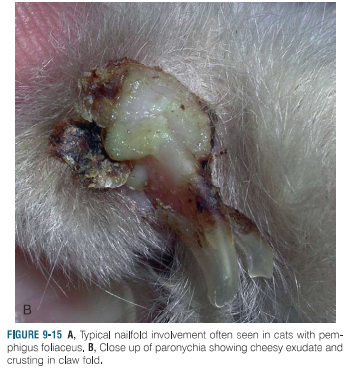 B
FIGURE 9-15 A, Typical nailfold involvement often seen in cats with pem-
phigus foliaceus, B, Close up of paronychia showing cheesy exudate and
crusting in claw fold.